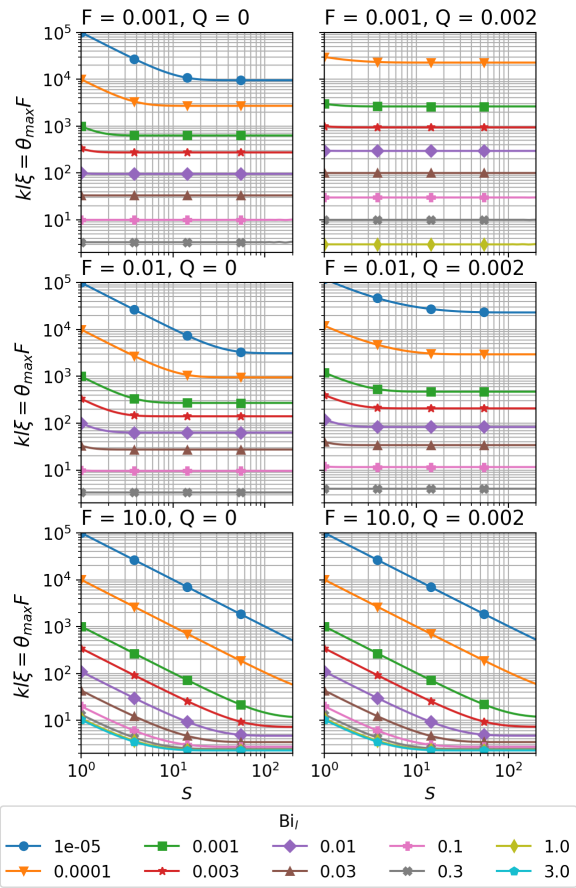 F = 0.001, Q = 0
F = 0.001, Q = 0.002
10⁵
10⁴
10³
10²
10¹
k/ξ = θₘₐₓF
F = 0.01, Q = 0
F = 0.01, Q = 0.002
10⁵
10⁴
10³
10²
10¹
k/ξ = θₘₐₓF
F = 10.0, Q = 0
F = 10.0, Q = 0.002
10⁵
10⁴
10³
10²
10¹
k/ξ = θₘₐₓF
10⁰ 10¹ 10² 10⁰ 10¹ 10²
S S
Biₗ
1e-05 0.001 0.01 0.1 1.0
0.0001 0.003 0.03 0.3 3.0